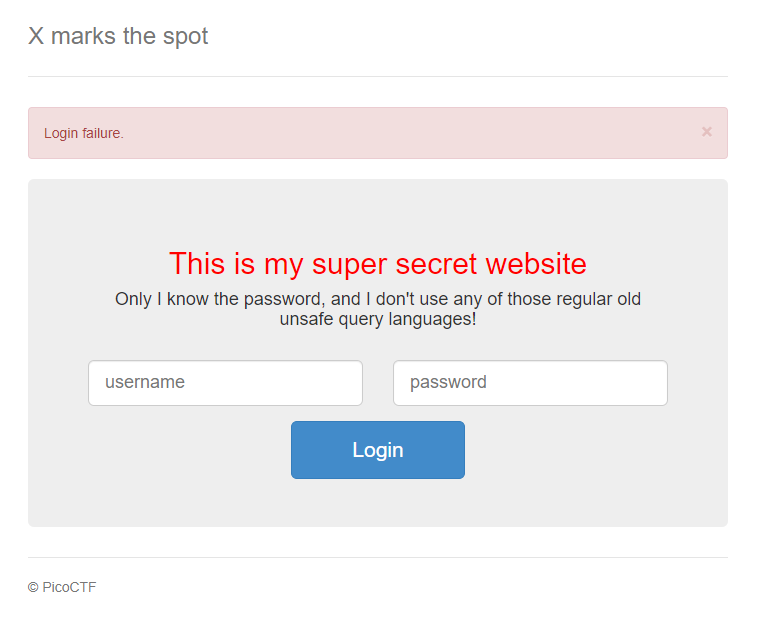 X marks the spot
Login failure.
×
This is my super secret website
Only I know the password, and I don't use any of those regular old
unsafe query languages!
username
password
Login
© PicoCTF